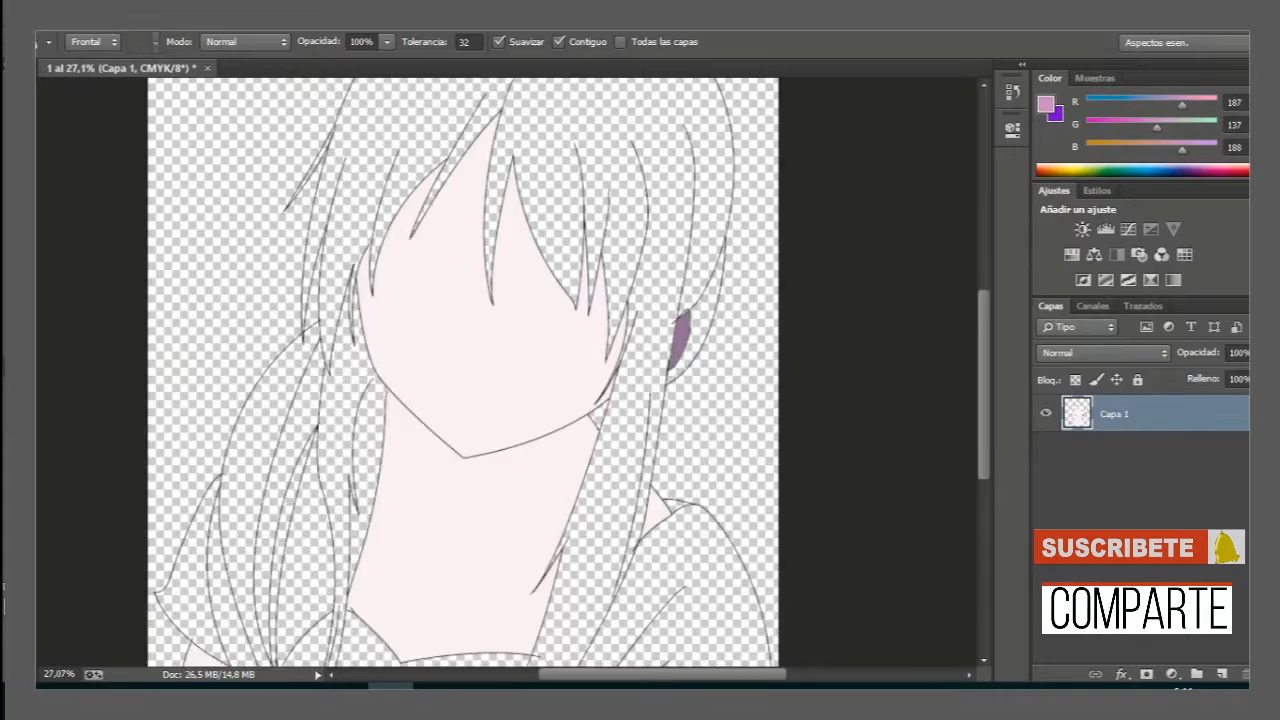 Frontal Modo: Normal Opacidad: 100% Tolerancia: 32 Suavizar Contiguo Todas las capas Aspectos esen.
1 al 27,1% (Capa 1, CMYK/8*) * ×
Color Muestras
R 187
G 137
B 188
Ajustes Estilos
Añadir un ajuste
Capas Canales Trazados
Tipo
Normal Opacidad: 100%
Bloq.: Relleno: 100%
Capa 1
SUSCRIBETE
COMPARTE
27,07% Doc: 26,5 MB/14,8 MB
fx